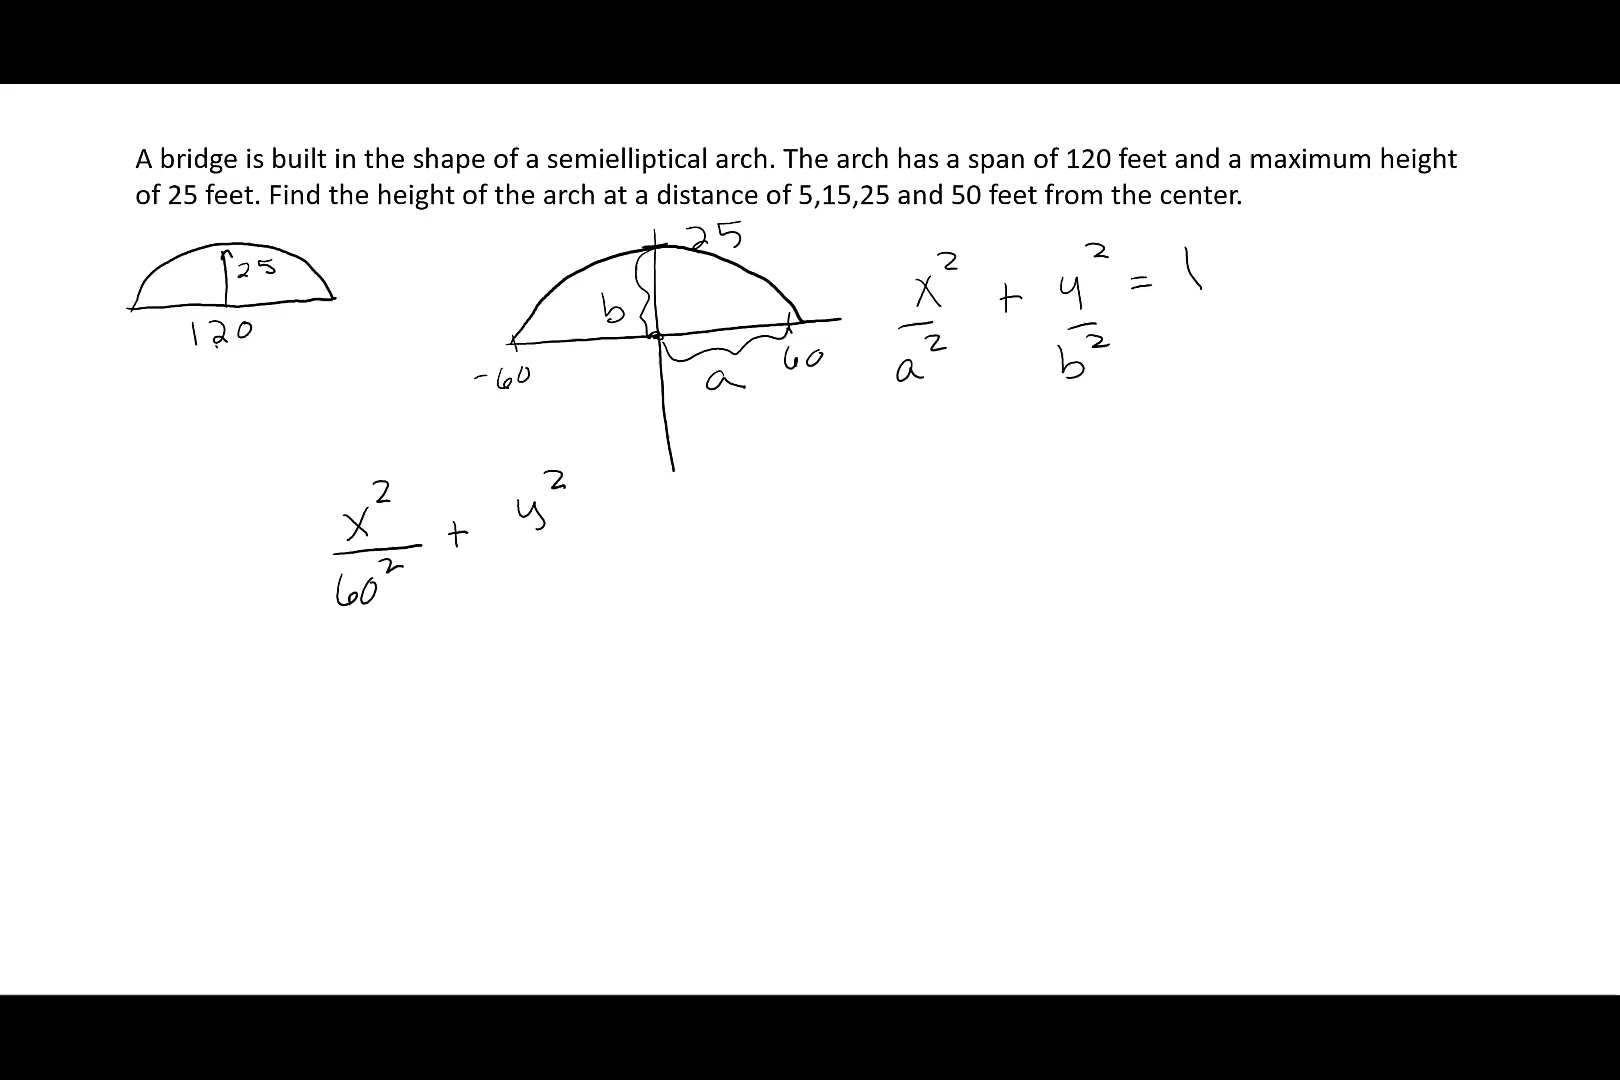 A bridge is built in the shape of a semielliptical arch. The arch has a span of 120 feet and a maximum height
of 25 feet. Find the height of the arch at a distance of 5,15,25 and 50 feet from the center.
25
120
25
b
-60
a
60
x² + y² = 1
a² b²
x² + y²
60²